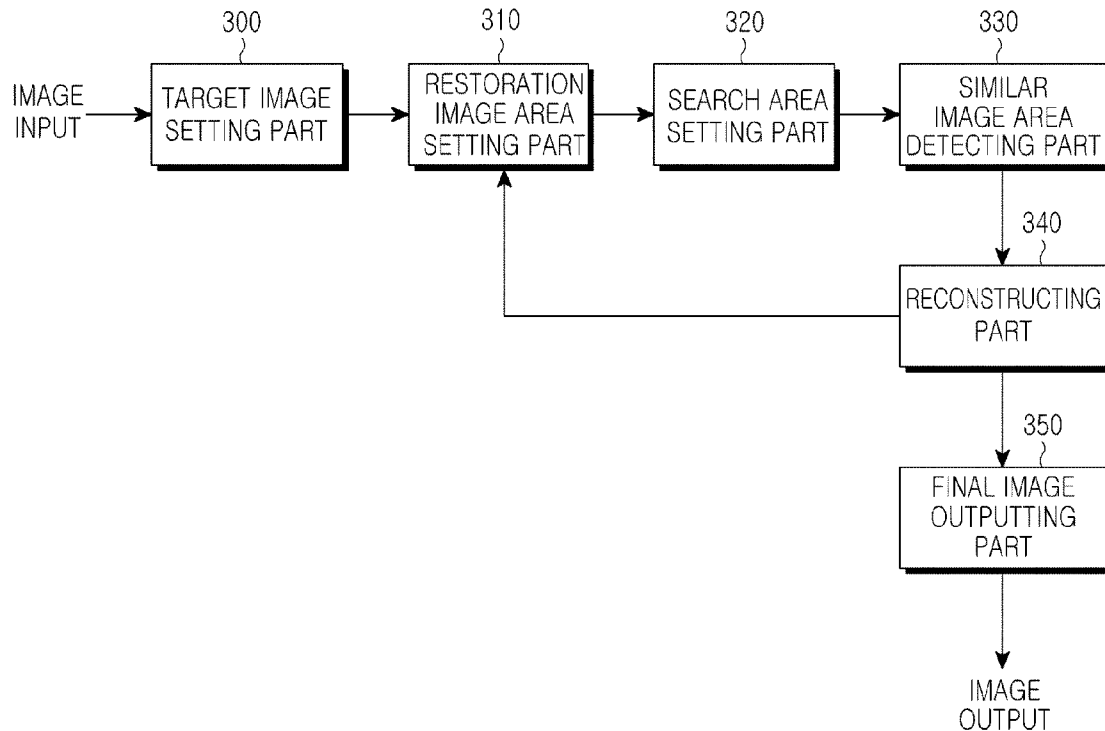 300
310
320
330
IMAGE
INPUT
TARGET IMAGE
SETTING PART
RESTORATION
IMAGE AREA
SETTING PART
SEARCH AREA
SETTING PART
SIMILAR
IMAGE AREA
DETECTING PART
340
RECONSTRUCTING
PART
350
FINAL IMAGE
OUTPUTTING
PART
IMAGE
OUTPUT